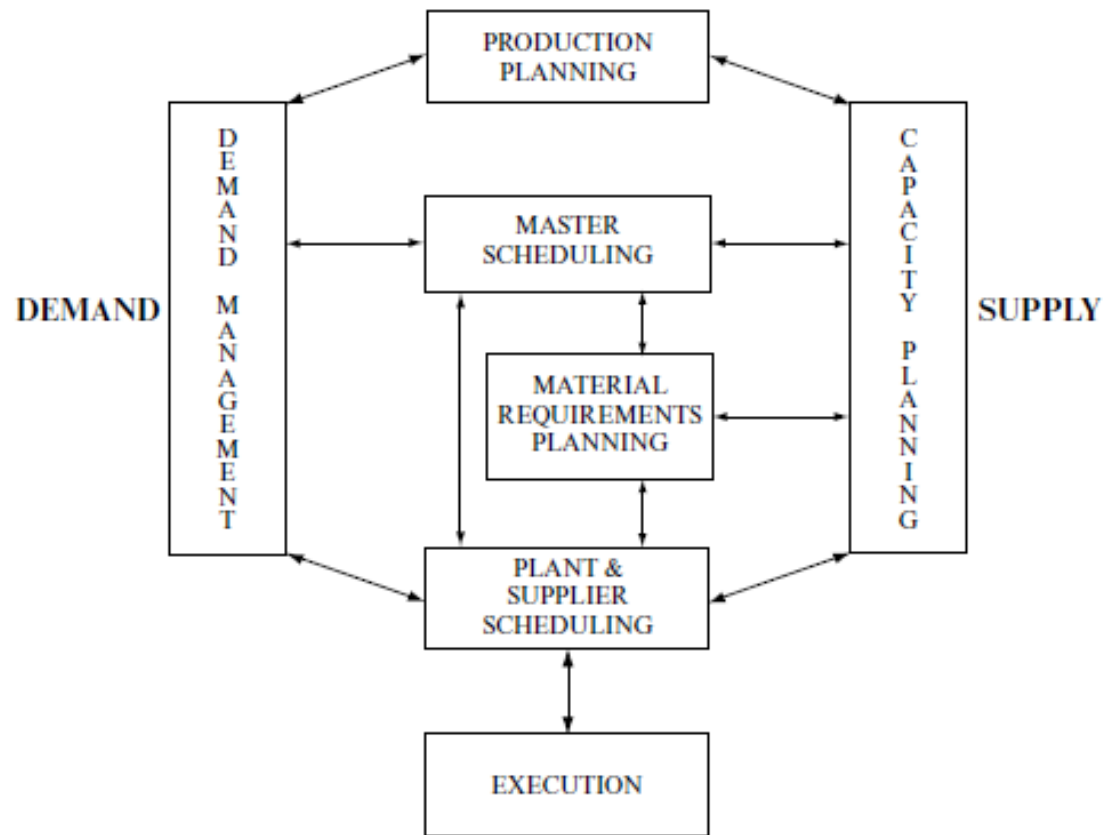 PRODUCTION
PLANNING
DEMAND MANAGEMENT
CAPACITY PLANNING
MASTER
SCHEDULING
DEMAND
SUPPLY
MATERIAL
REQUIREMENTS
PLANNING
PLANT &
SUPPLIER
SCHEDULING
EXECUTION